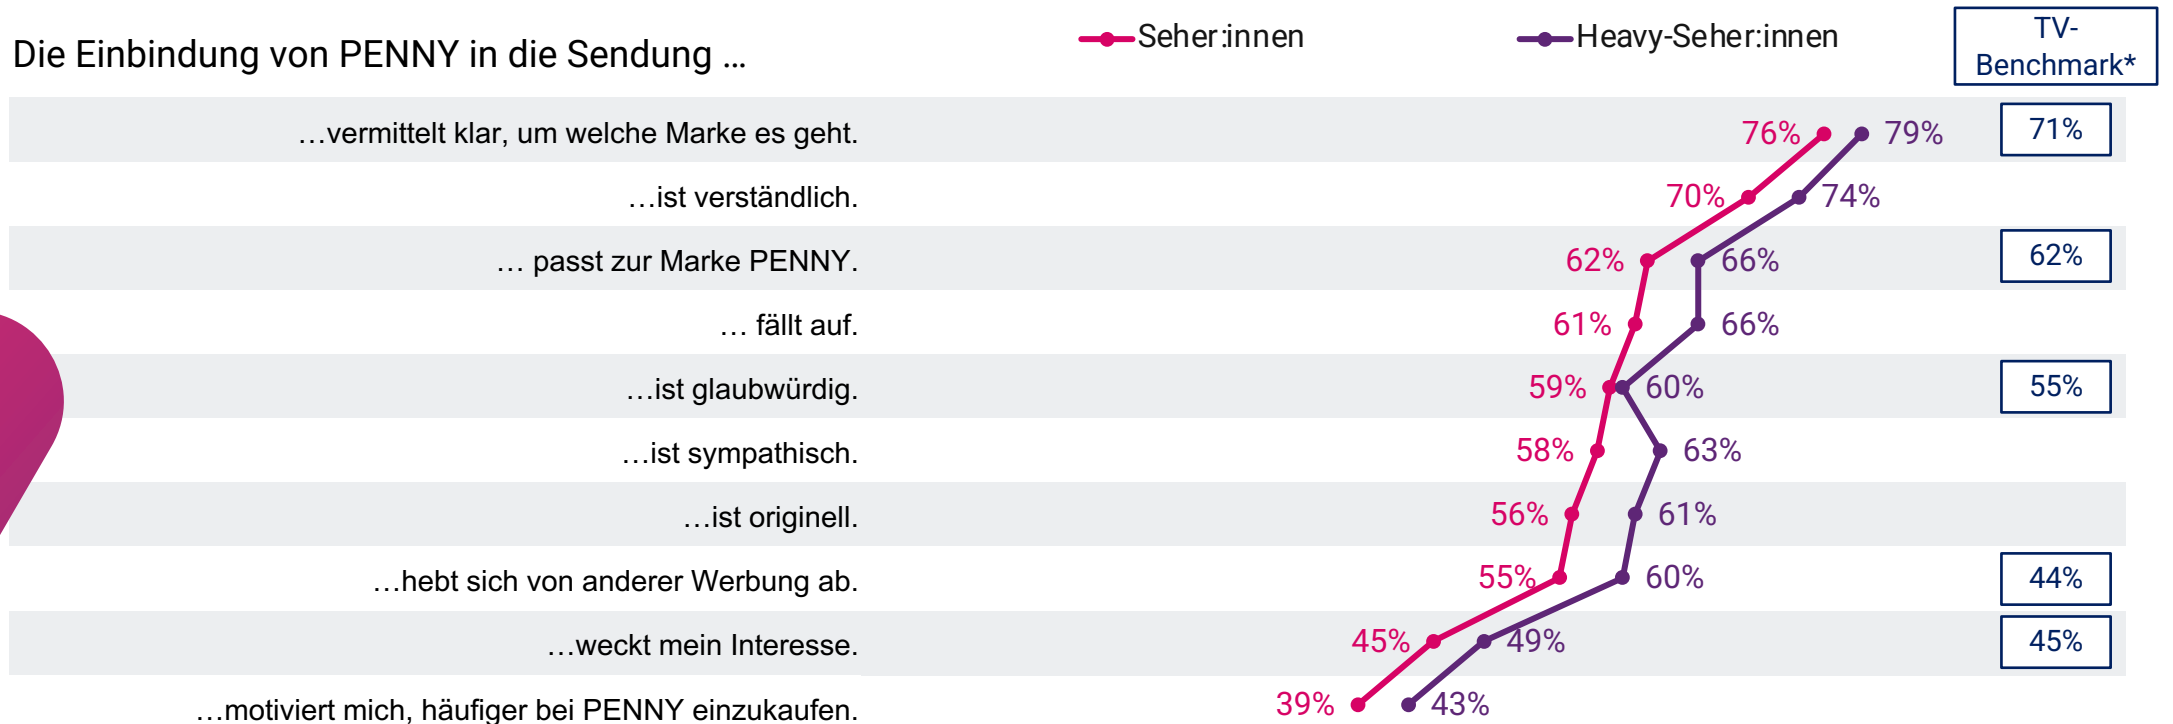 Die Einbindung von PENNY in die Sendung …
Seher:innen
Heavy-Seher:innen
TV-
Benchmark*
…vermittelt klar, um welche Marke es geht. 76% 79% 71%
…ist verständlich. 70% 74%
… passt zur Marke PENNY. 62% 66% 62%
… fällt auf. 61% 66%
…ist glaubwürdig. 59% 60% 55%
…ist sympathisch. 58% 63%
…ist originell. 56% 61%
…hebt sich von anderer Werbung ab. 55% 60% 44%
…weckt mein Interesse. 45% 49% 45%
…motiviert mich, häufiger bei PENNY einzukaufen. 39% 43%